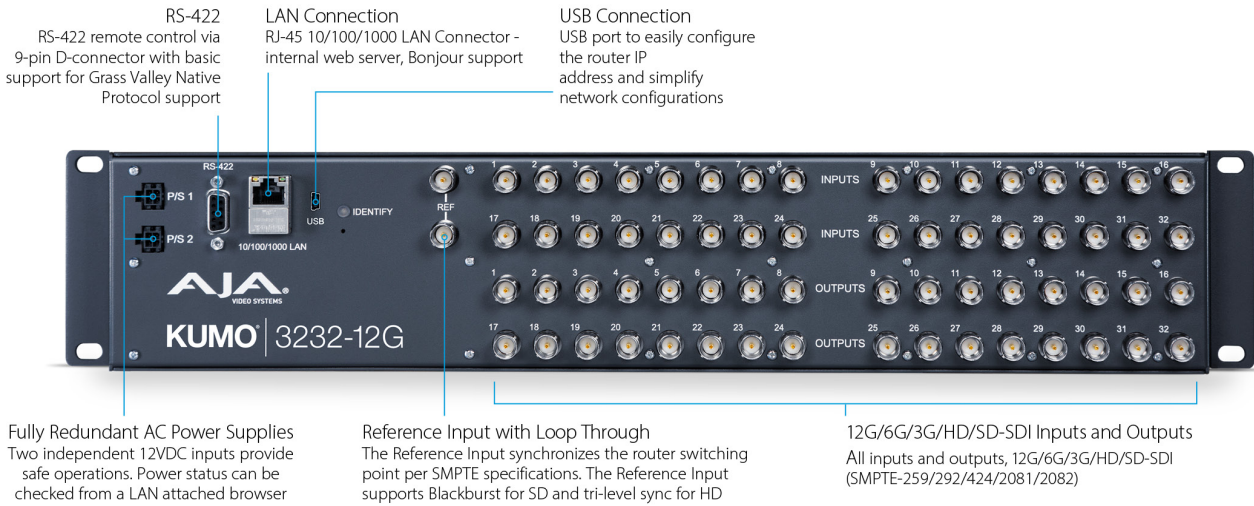 RS-422
RS-422 remote control via
9-pin D-connector with basic
support for Grass Valley Native
Protocol support
LAN Connection
RJ-45 10/100/1000 LAN Connector -
internal web server, Bonjour support
USB Connection
USB port to easily configure
the router IP
address and simplify
network configurations
RS-422
P/S 1
P/S 2
10/100/1000 LAN
USB
IDENTIFY
REF
1 2 3 4 5 6 7 8 INPUTS 9 10 11 12 13 14 15 16
17 18 19 20 21 22 23 24 INPUTS 25 26 27 28 29 30 31 32
1 2 3 4 5 6 7 8 OUTPUTS 9 10 11 12 13 14 15 16
17 18 19 20 21 22 23 24 OUTPUTS 25 26 27 28 29 30 31 32
AJA.
VIDEO SYSTEMS
KUMO® 3232-12G
Fully Redundant AC Power Supplies
Two independent 12VDC inputs provide
safe operations. Power status can be
checked from a LAN attached browser
Reference Input with Loop Through
The Reference Input synchronizes the router switching
point per SMPTE specifications. The Reference Input
supports Blackburst for SD and tri-level sync for HD
12G/6G/3G/HD/SD-SDI Inputs and Outputs
All inputs and outputs, 12G/6G/3G/HD/SD-SDI
(SMPTE-259/292/424/2081/2082)